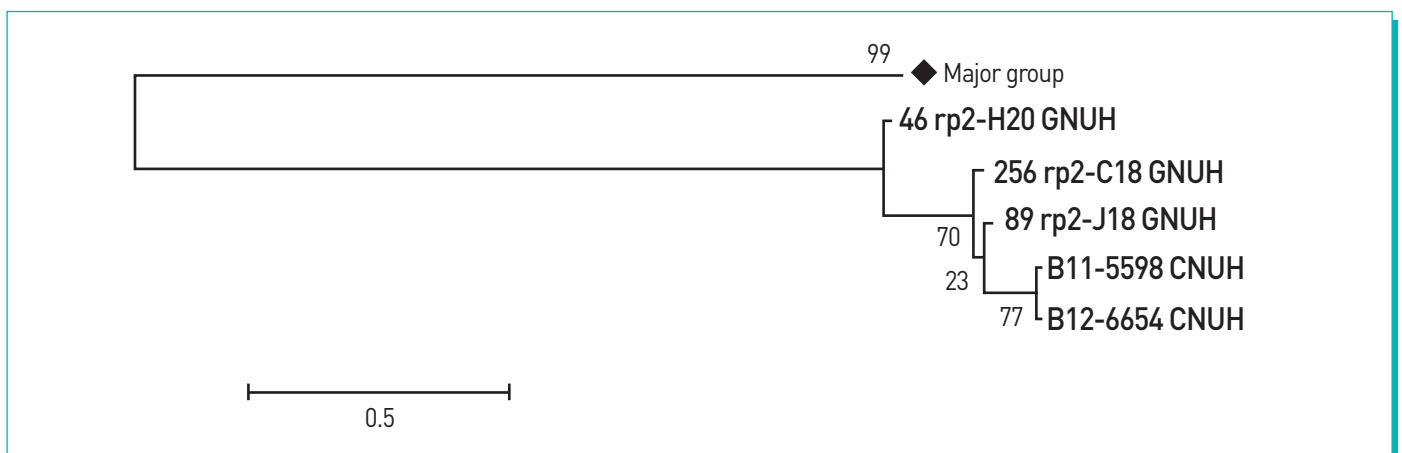 99
Major group
46 rp2-H20 GNUH
256 rp2-C18 GNUH
89 rp2-J18 GNUH
70
B11-5598 CNUH
23
77
B12-6654 CNUH
0.5